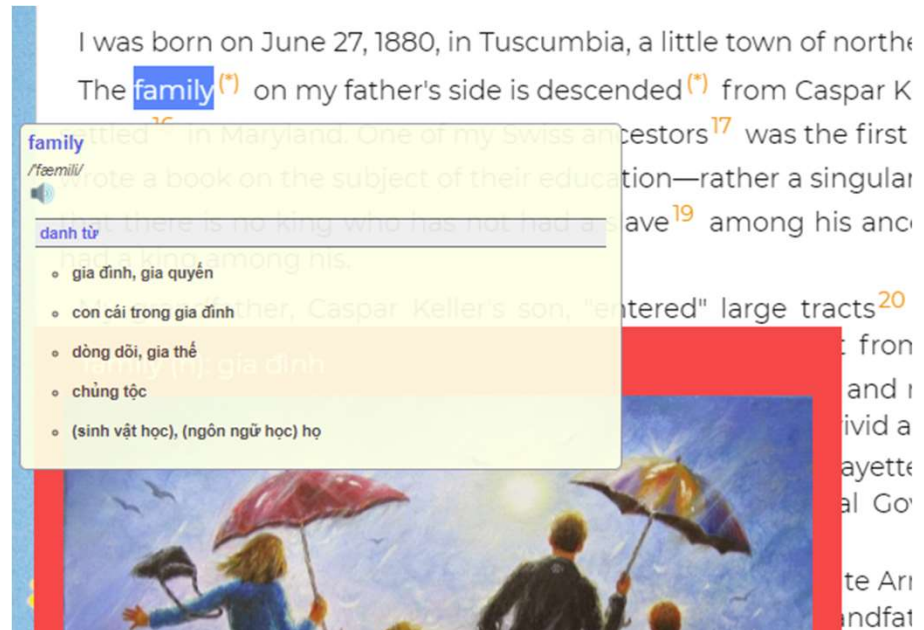 I was born on June 27, 1880, in Tuscumbia, a little town of northe
The family(*) on my father's side is descended(*) from Caspar K
settled16 in Maryland. One of my Swiss ancestors17 was the first
wrote a book on the subject of their education—rather a singular
that there is no king who has not had a slave19 among his ance
had a king among his.
My grandfather, Caspar Keller's son, "entered" large tracts20
family
/'fæmili/
danh từ
gia đình, gia quyến
con cái trong gia đình
dòng dõi, gia thế
chủng tộc
(sinh vật học), (ngôn ngữ học) họ
family (n): gia đình
from
and
ivid a
ayette
al Gov
te Arr
andfat